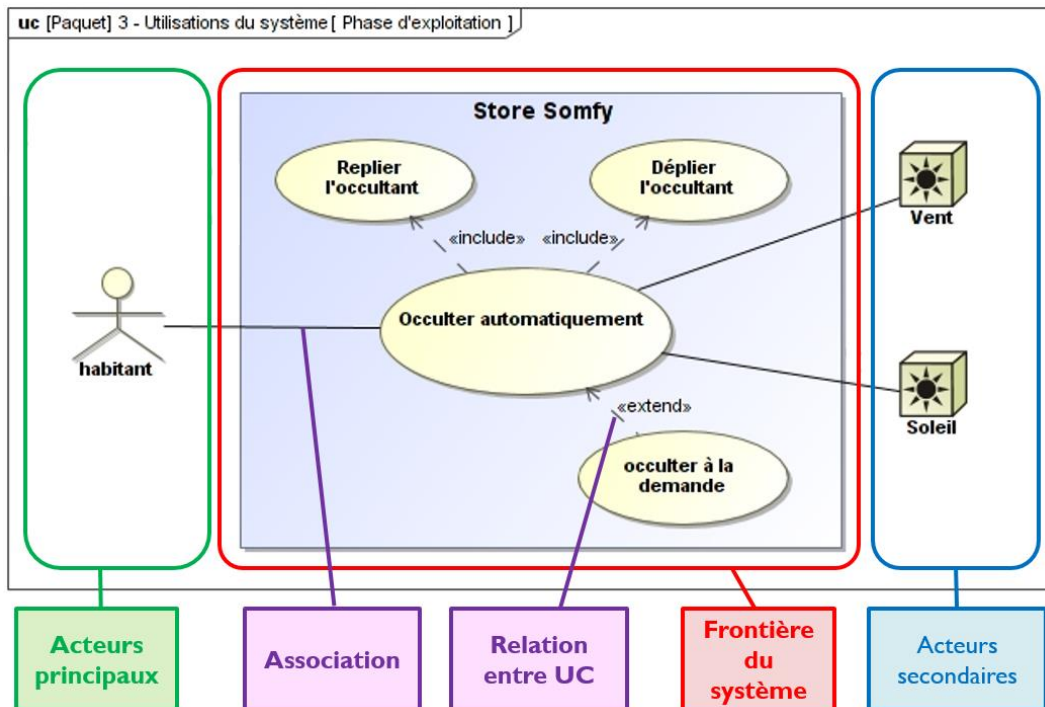 uc [Paquet] 3 - Utilisations du système [ Phase d'exploitation ]
Store Somfy
Replier
l'occultant
Déplier
l'occultant
«include»
«include»
Occulter automatiquement
habitant
Vent
Soleil
«extend»
occulter à la
demande
Acteurs
principaux
Association
Relation
entre UC
Frontière
du
système
Acteurs
secondaires